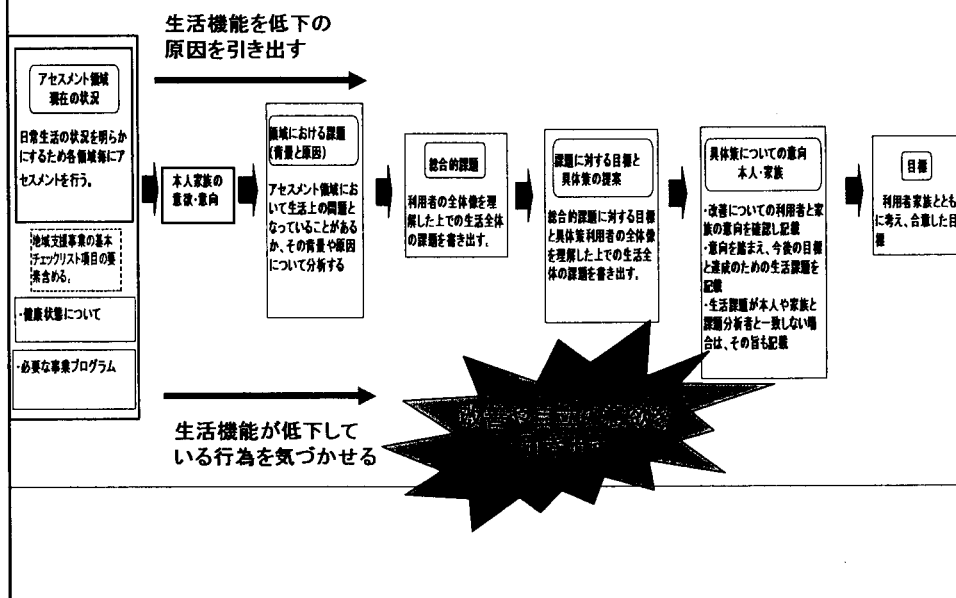 生活機能を低下の
原因を引き出す
アセスメント領域
現在の状況
日常生活の状況を明らか
にするため各領域毎にア
セスメントを行う。
地域支援事業の基本
チェックリスト項目の要
素含める。
・健康状態について
・必要な事業プログラム
本人家族の
意欲・意向
領域における課題
(背景と原因)
アセスメント領域にお
いて生活上の問題と
なっていることがある
か、その背景や原因
について分析する
総合的課題
利用者の全体像を理
解した上での生活全体
の課題を書き出す。
課題に対する目標と
具体策の提案
総合的課題に対する目標
と具体策利用者の全体像
を理解した上での生活全
体の課題を書き出す。
具体策についての意向
本人・家族
・改善についての利用者と家
族の意向を確認し記載
・意向を踏まえ、今後の目標
と達成のための生活課題を
記載
・生活課題が本人や家族と
課題分析者と一致しない場
合は、その旨も記載
目標
利用者家族ととも
に考え、合意した目
標
生活機能が低下して
いる行為を気づかせる